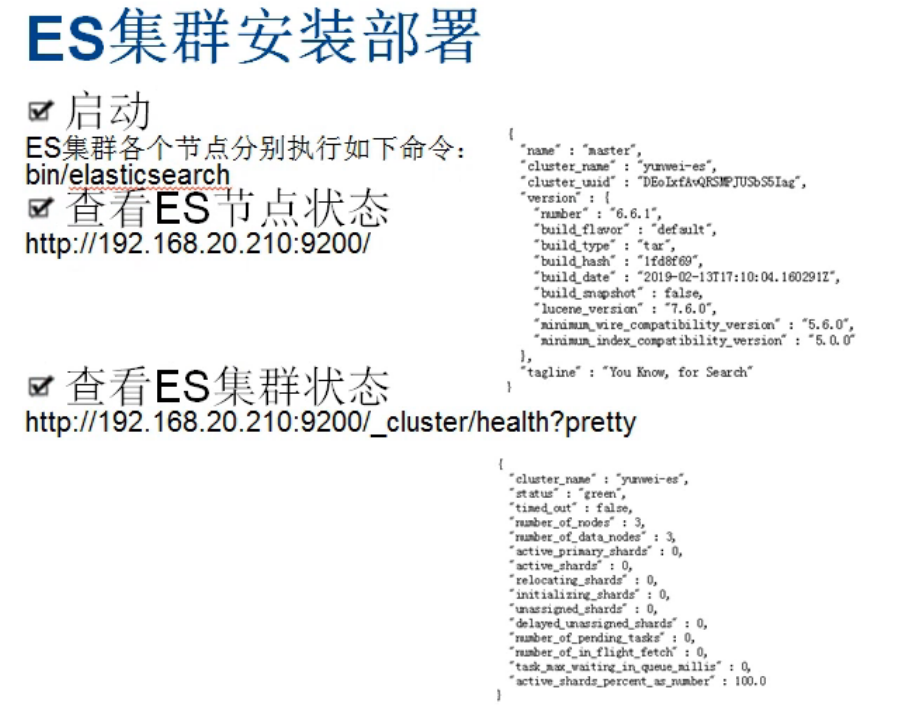 ES集群安装部署
启动
ES集群各个节点分别执行如下命令：
bin/elasticsearch
查看ES节点状态
http://192.168.20.210:9200/
{
"name" : "master",
"cluster_name" : "yunwei-es",
"cluster_uuid" : "DEoIxfAvQRSMPJUSbS5Iag",
"version" : {
"number" : "6.6.1",
"build_flavor" : "default",
"build_type" : "tar",
"build_hash" : "1fd8f69",
"build_date" : "2019-02-13T17:10:04.160291Z",
"build_snapshot" : false,
"lucene_version" : "7.6.0",
"minimum_wire_compatibility_version" : "5.6.0",
"minimum_index_compatibility_version" : "5.0.0"
},
"tagline" : "You Know, for Search"
}
查看ES集群状态
http://192.168.20.210:9200/_cluster/health?pretty
{
"cluster_name" : "yunwei-es",
"status" : "green",
"timed_out" : false,
"number_of_nodes" : 3,
"number_of_data_nodes" : 3,
"active_primary_shards" : 0,
"active_shards" : 0,
"relocating_shards" : 0,
"initializing_shards" : 0,
"unassigned_shards" : 0,
"delayed_unassigned_shards" : 0,
"number_of_pending_tasks" : 0,
"number_of_in_flight_fetch" : 0,
"task_max_waiting_in_queue_millis" : 0,
"active_shards_percent_as_number" : 100.0
}